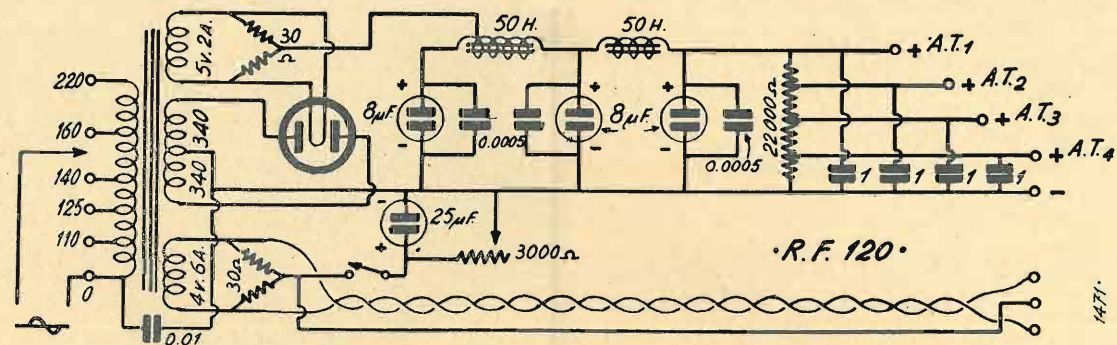 220
160
140
125
110
0
0.01
5v. 2A.
30
Ω
340
340
4v. 6A.
30Ω
50 H.
50 H.
+
8μF.
-
0.0005
+
-
8μF.
+
-
0.0005
22000Ω
+ A.T.1
+ A.T.2
+ A.T.3
+ A.T.4
-
1
1
1
1
-
25μF.
+
3000Ω
·R.F. 120·
1471·